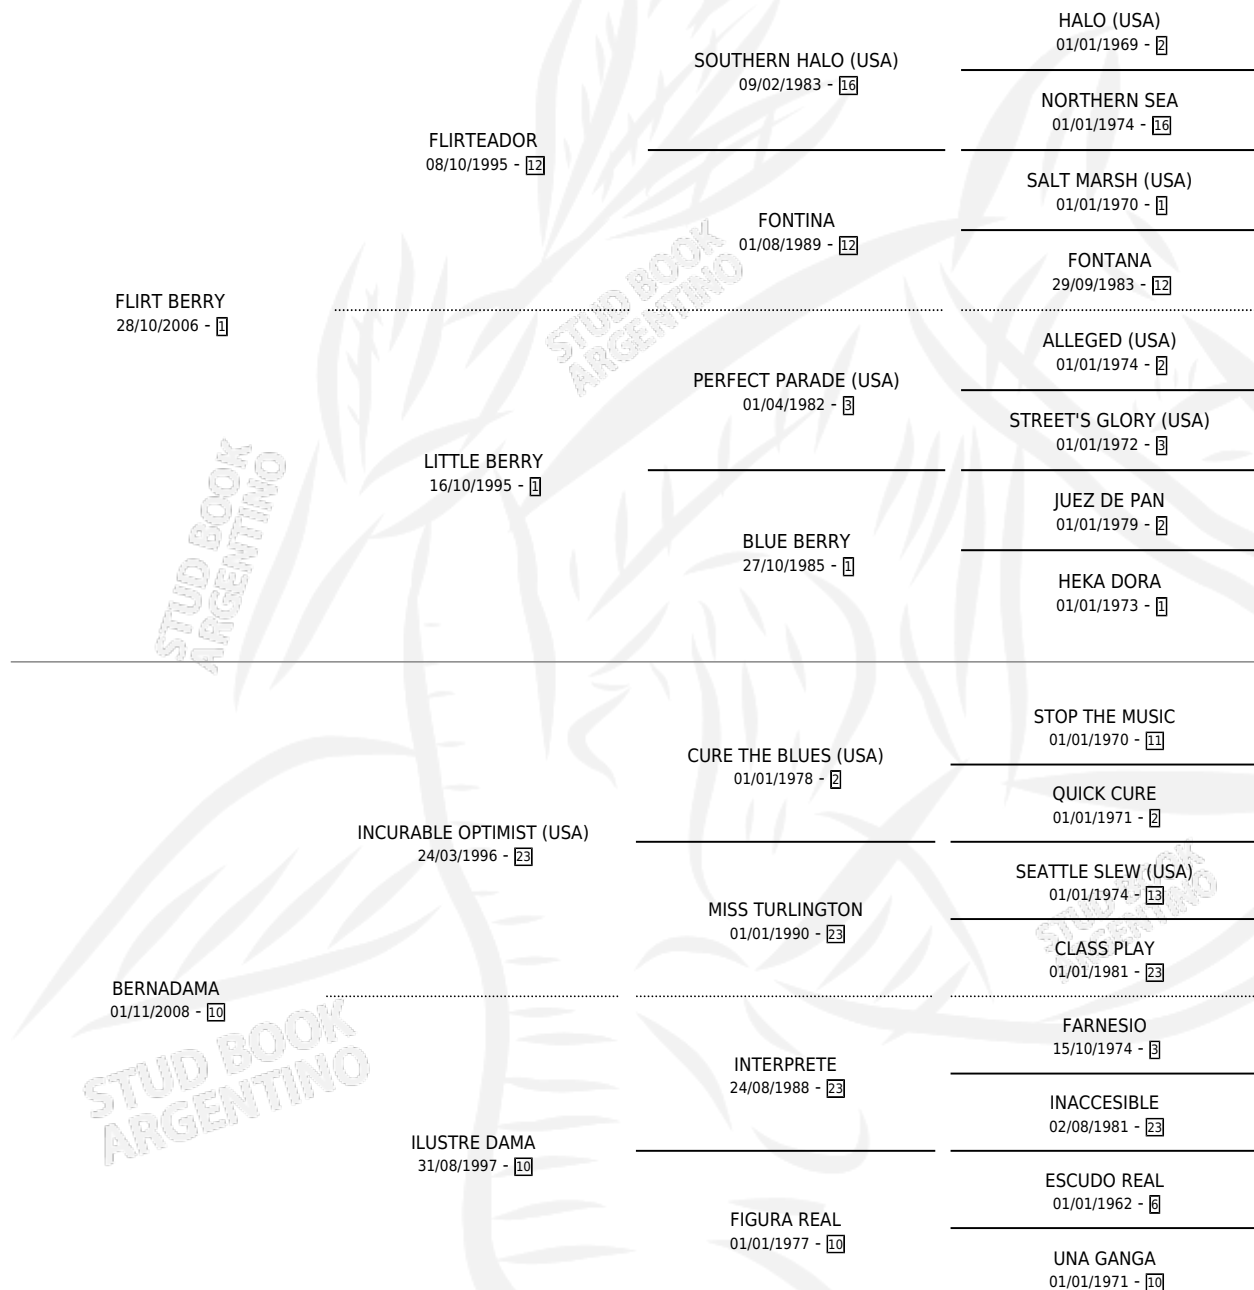 HALO (USA)
01/01/1969 - 2
SOUTHERN HALO (USA)
09/02/1983 - 16
NORTHERN SEA
01/01/1974 - 16
FLIRTEADOR
08/10/1995 - 12
SALT MARSH (USA)
01/01/1970 - 1
FONTINA
01/08/1989 - 12
FONTANA
29/09/1983 - 12
FLIRT BERRY
28/10/2006 - 1
ALLEGED (USA)
01/01/1974 - 2
PERFECT PARADE (USA)
01/04/1982 - 3
STREET'S GLORY (USA)
01/01/1972 - 3
LITTLE BERRY
16/10/1995 - 1
JUEZ DE PAN
01/01/1979 - 2
BLUE BERRY
27/10/1985 - 1
HEKA DORA
01/01/1973 - 1
STOP THE MUSIC
01/01/1970 - 11
CURE THE BLUES (USA)
01/01/1978 - 2
QUICK CURE
01/01/1971 - 2
INCURABLE OPTIMIST (USA)
24/03/1996 - 23
SEATTLE SLEW (USA)
01/01/1974 - 13
MISS TURLINGTON
01/01/1990 - 23
CLASS PLAY
01/01/1981 - 23
BERNADAMA
01/11/2008 - 10
FARNESIO
15/10/1974 - 3
INTERPRETE
24/08/1988 - 23
INACCESIBLE
02/08/1981 - 23
ILUSTRE DAMA
31/08/1997 - 10
ESCUDO REAL
01/01/1962 - 6
FIGURA REAL
01/01/1977 - 10
UNA GANGA
01/01/1971 - 10
STUD BOOK
ARGENTINO
STUD BOOK
ARGENTINO
STUD BOOK
ARGENTINO
STUD BOOK
ARGENTINO